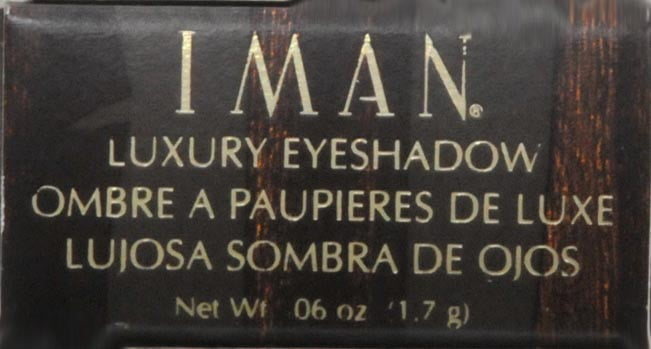 IMAN®
LUXURY EYESHADOW
OMBRE A PAUPIERES DE LUXE
LUJOSA SOMBRA DE OJOS
Net Wt .06 oz (1.7 g)